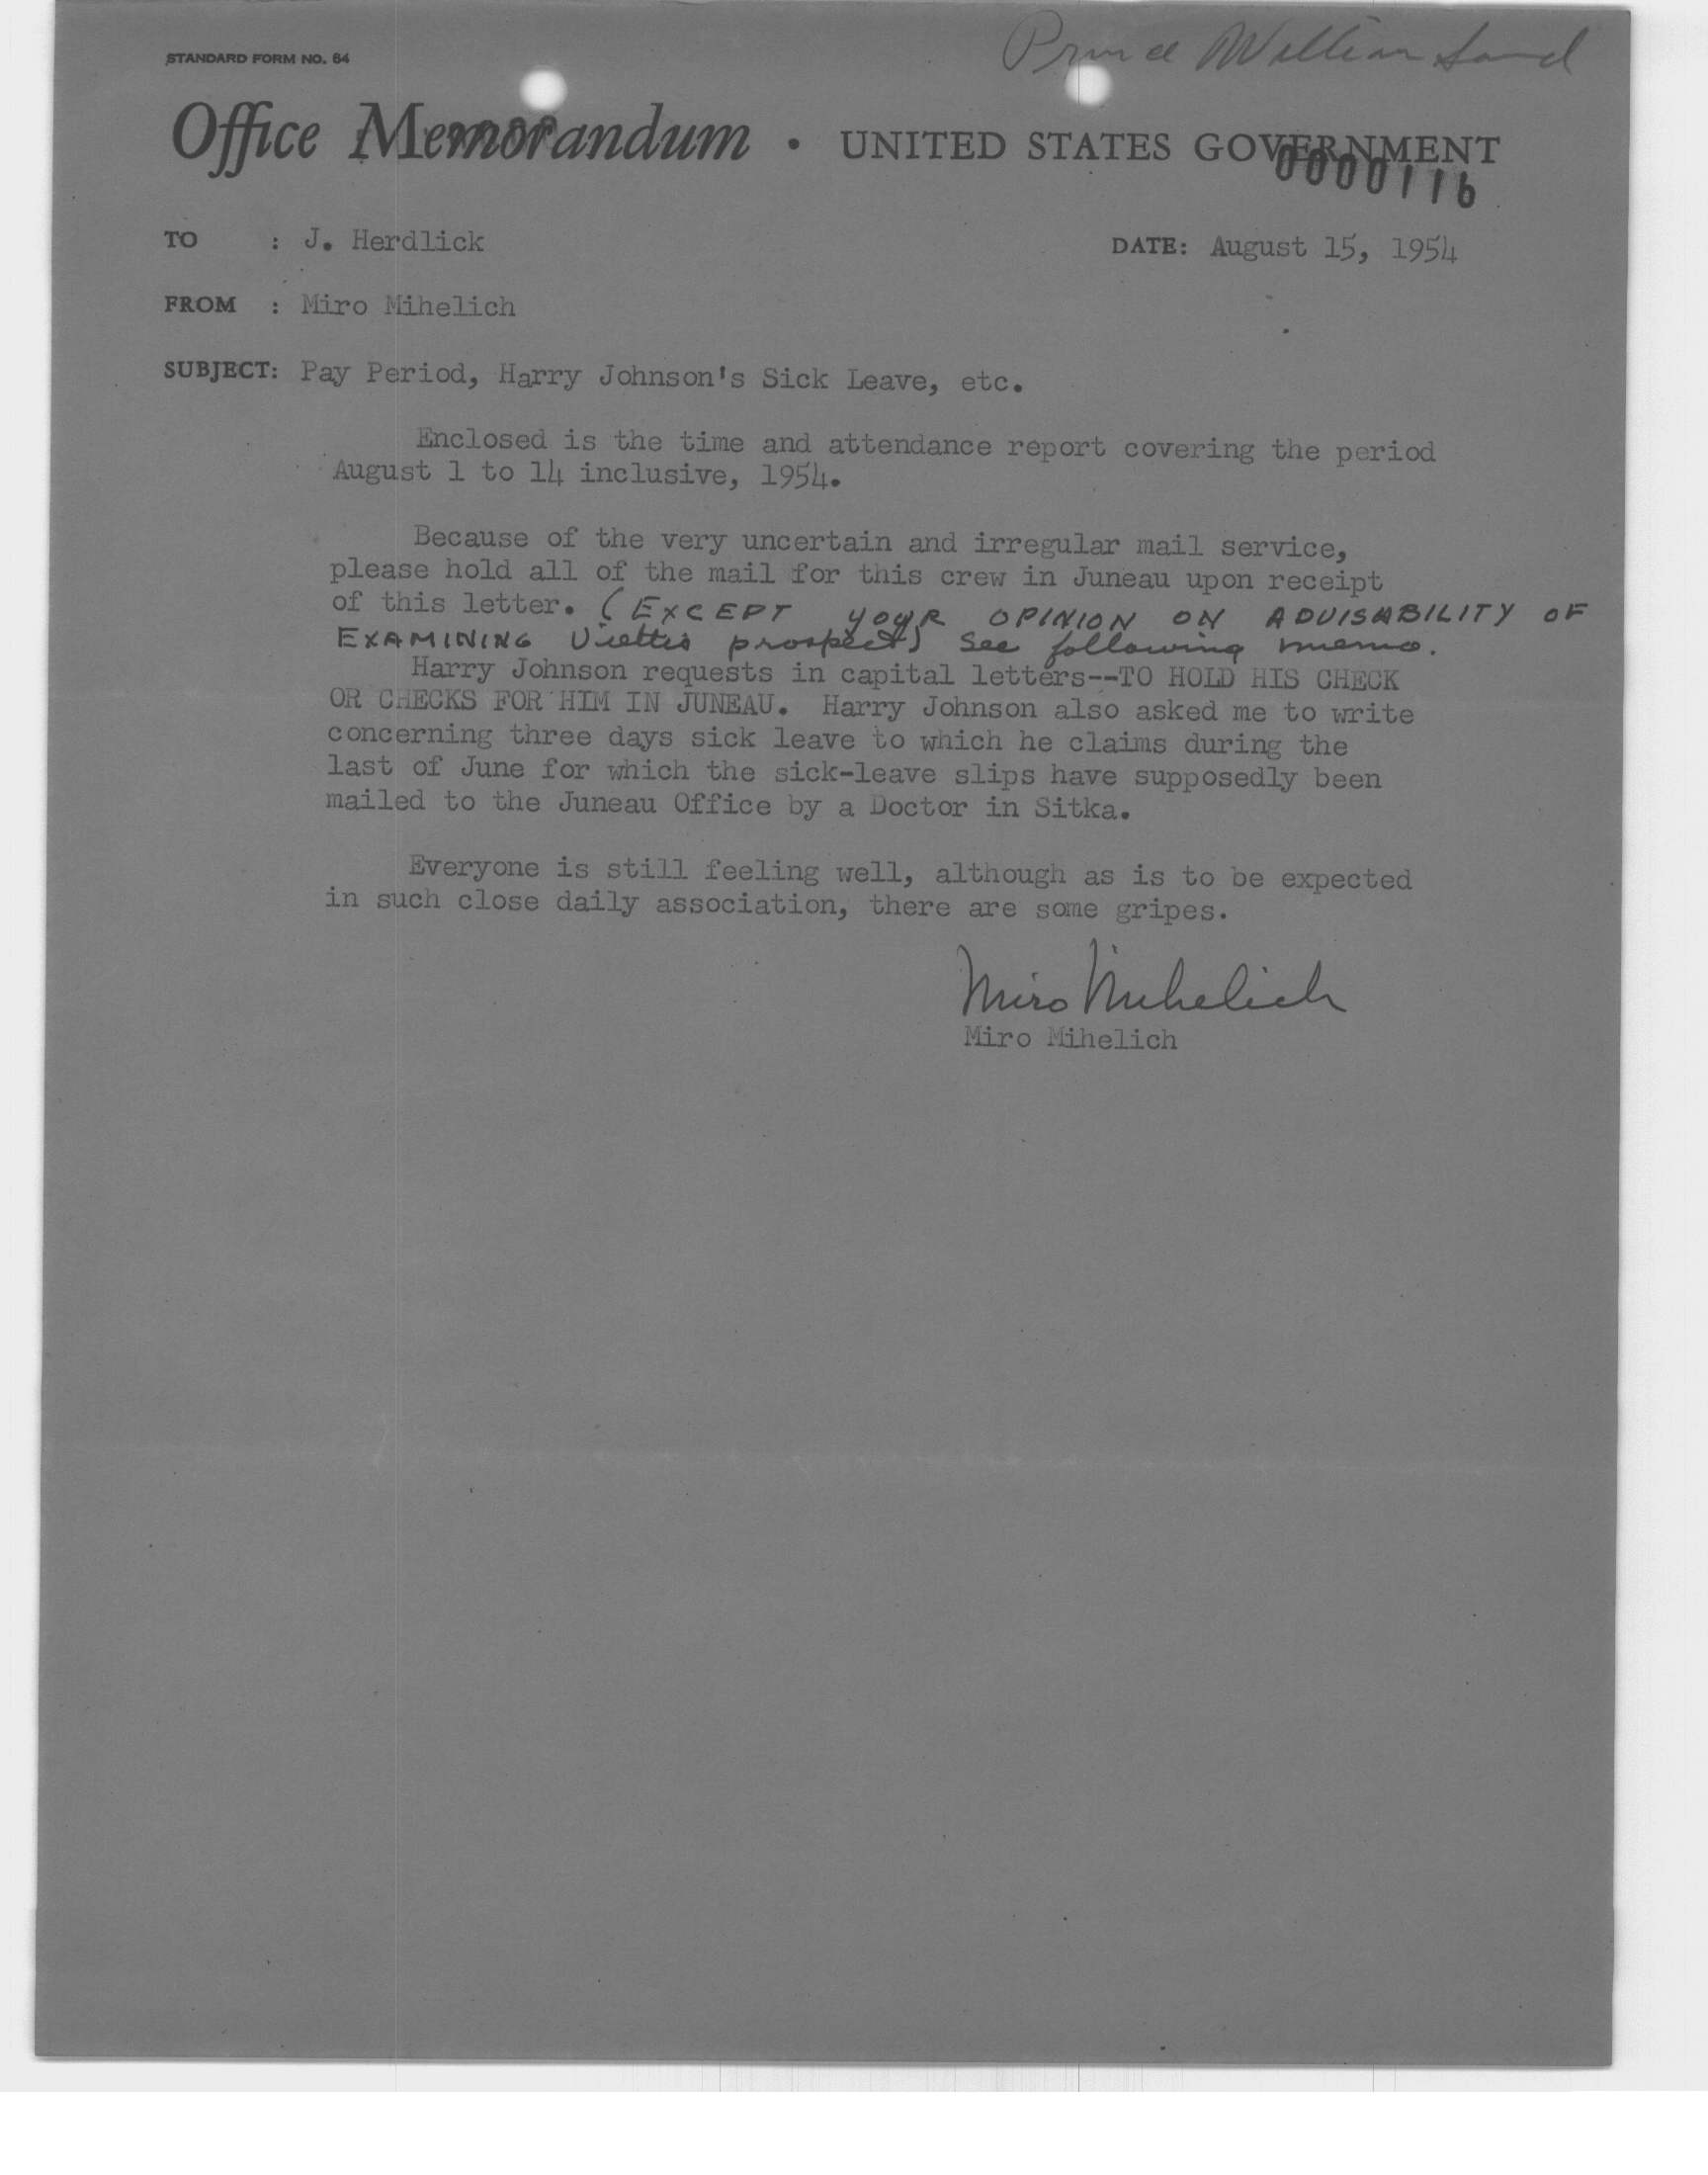 Prince William Sound
STANDARD FORM NO. 64
Office Memorandum • UNITED STATES GOVERNMENT
0000116
TO : J. Herdlick
DATE: August 15, 1954
FROM : Miro Mihelich
SUBJECT: Pay Period, Harry Johnson's Sick Leave, etc.
Enclosed is the time and attendance report covering the period
August 1 to 14 inclusive, 1954.
Because of the very uncertain and irregular mail service,
please hold all of the mail for this crew in Juneau upon receipt
of this letter. (EXCEPT YOUR OPINION ON ADVISABILITY OF
EXAMINING prospect) See following memo.
Harry Johnson requests in capital letters--TO HOLD HIS CHECK
OR CHECKS FOR HIM IN JUNEAU. Harry Johnson also asked me to write
concerning three days sick leave to which he claims during the
last of June for which the sick-leave slips have supposedly been
mailed to the Juneau Office by a Doctor in Sitka.
Everyone is still feeling well, although as is to be expected
in such close daily association, there are some gripes.
Miro Mihelich
Miro Mihelich